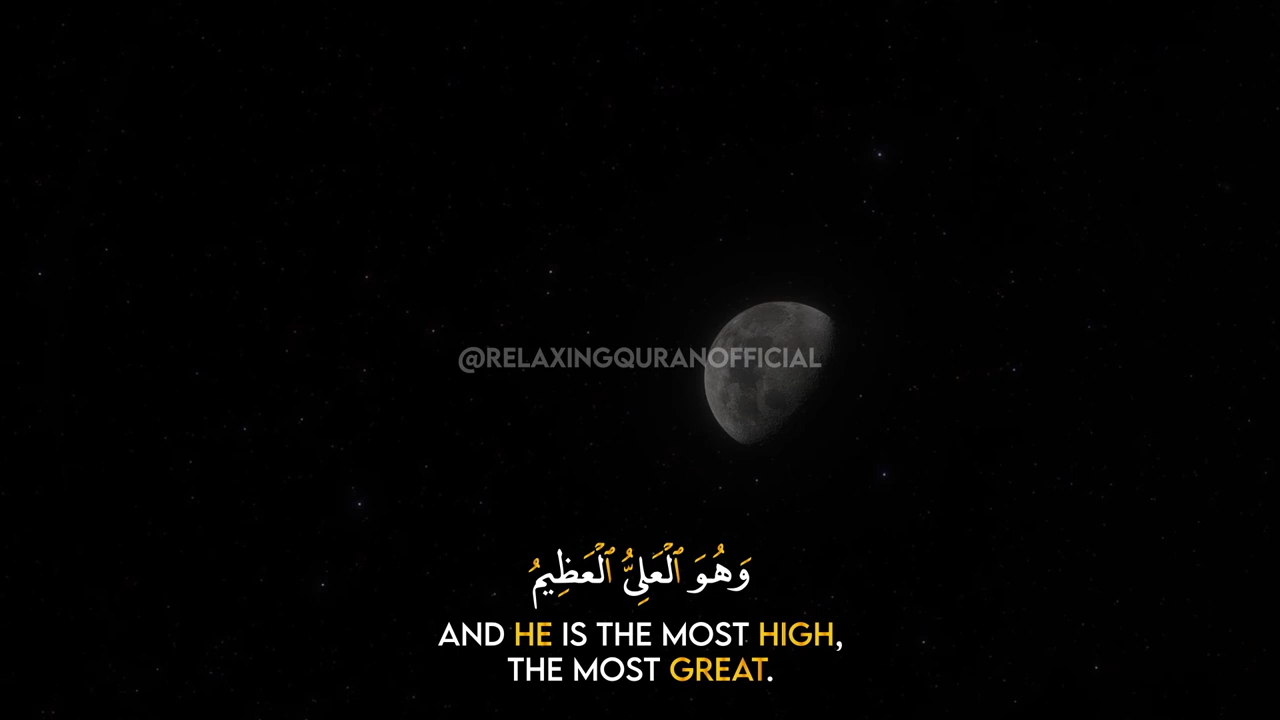 @RELAXINGQURANOFFICIAL
وَهُوَ ٱلْعَلِىُّ ٱلْعَظِيمُ
AND HE IS THE MOST HIGH,
THE MOST GREAT.